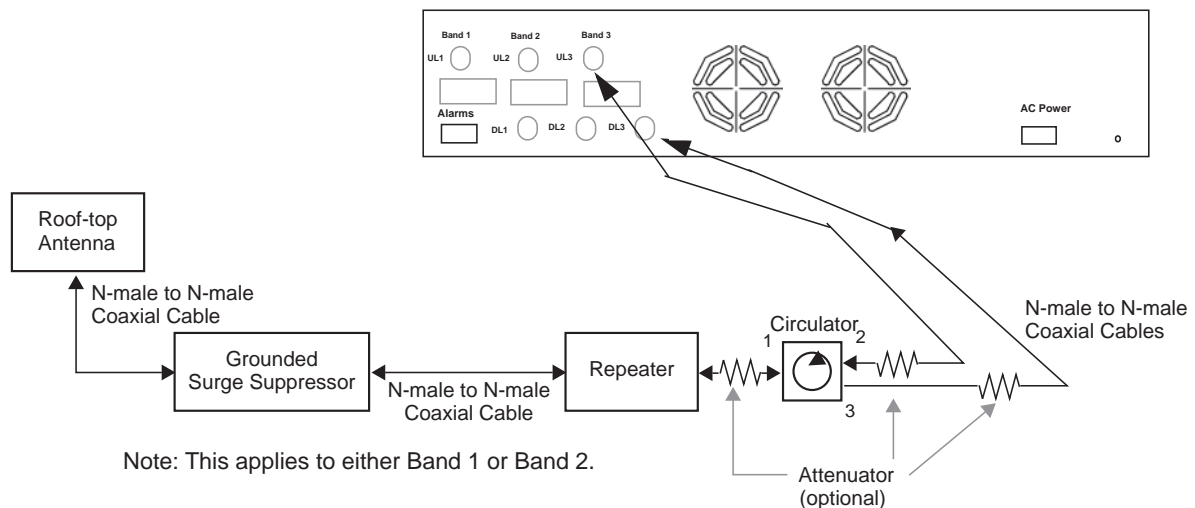 Band 1 Band 2 Band 3
UL1 UL2 UL3
Alarms
DL1 DL2 DL3
AC Power
Roof-top
Antenna
N-male to N-male
Coaxial Cable
Grounded
Surge Suppressor
N-male to N-male
Coaxial Cable
Repeater
Circulator
1 2
3
N-male to N-male
Coaxial Cables
Attenuator
(optional)
Note: This applies to either Band 1 or Band 2.